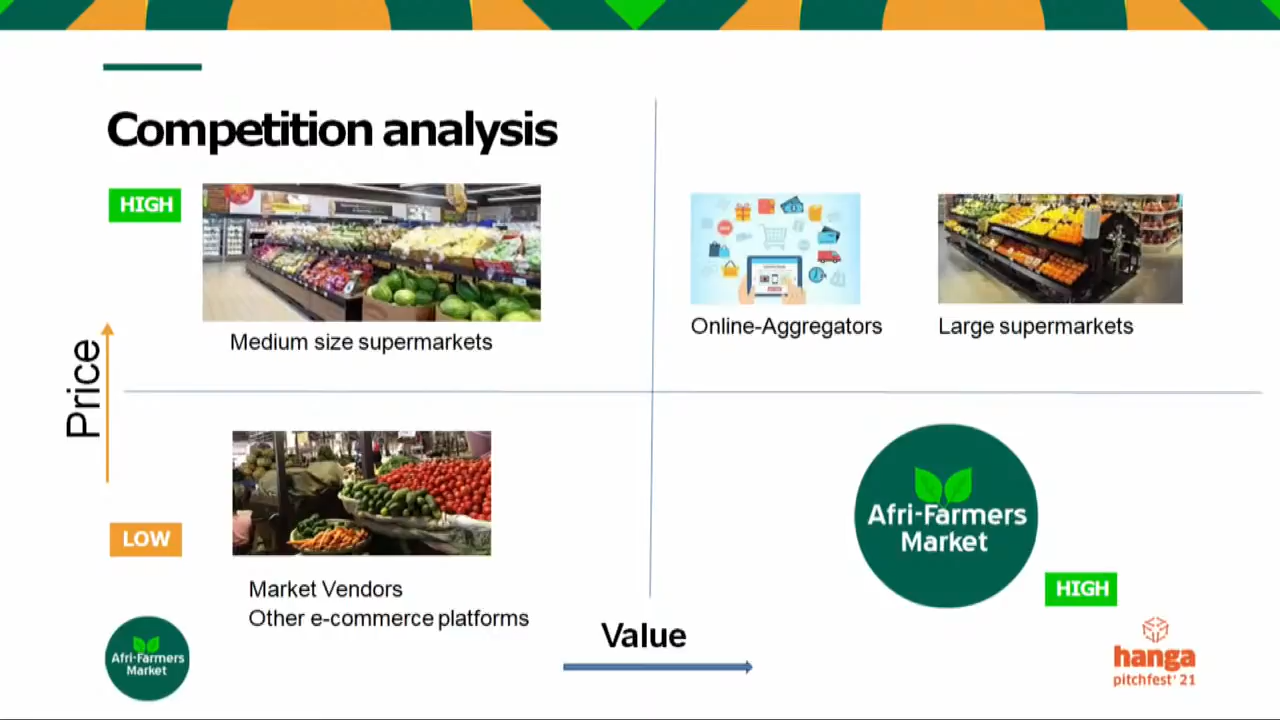 Competition analysis
HIGH
Medium size supermarkets
Online-Aggregators
Large supermarkets
Price
LOW
Market Vendors
Other e-commerce platforms
Afri-Farmers
Market
HIGH
Value
Afri-Farmers
Market
hanga
pitchfest' 21